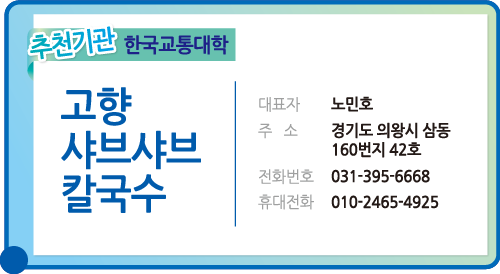 추천기관 한국교통대학
고향
샤브샤브
칼국수
대표자 노민호
주 소 경기도 의왕시 삼동
160번지 42호
전화번호 031-395-6668
휴대전화 010-2465-4925